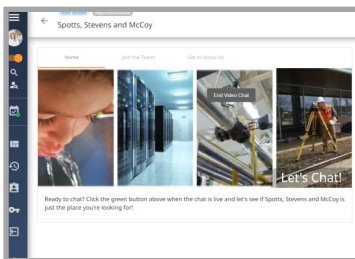 Spotts, Stevens and McCoy
Home
Join the Team!
Get to Know Us
End Video Chat
Let's Chat!
Ready to chat? Click the green button above when the chat is live and let's see if Spotts, Stevens and McCoy is
just the place you're looking for!